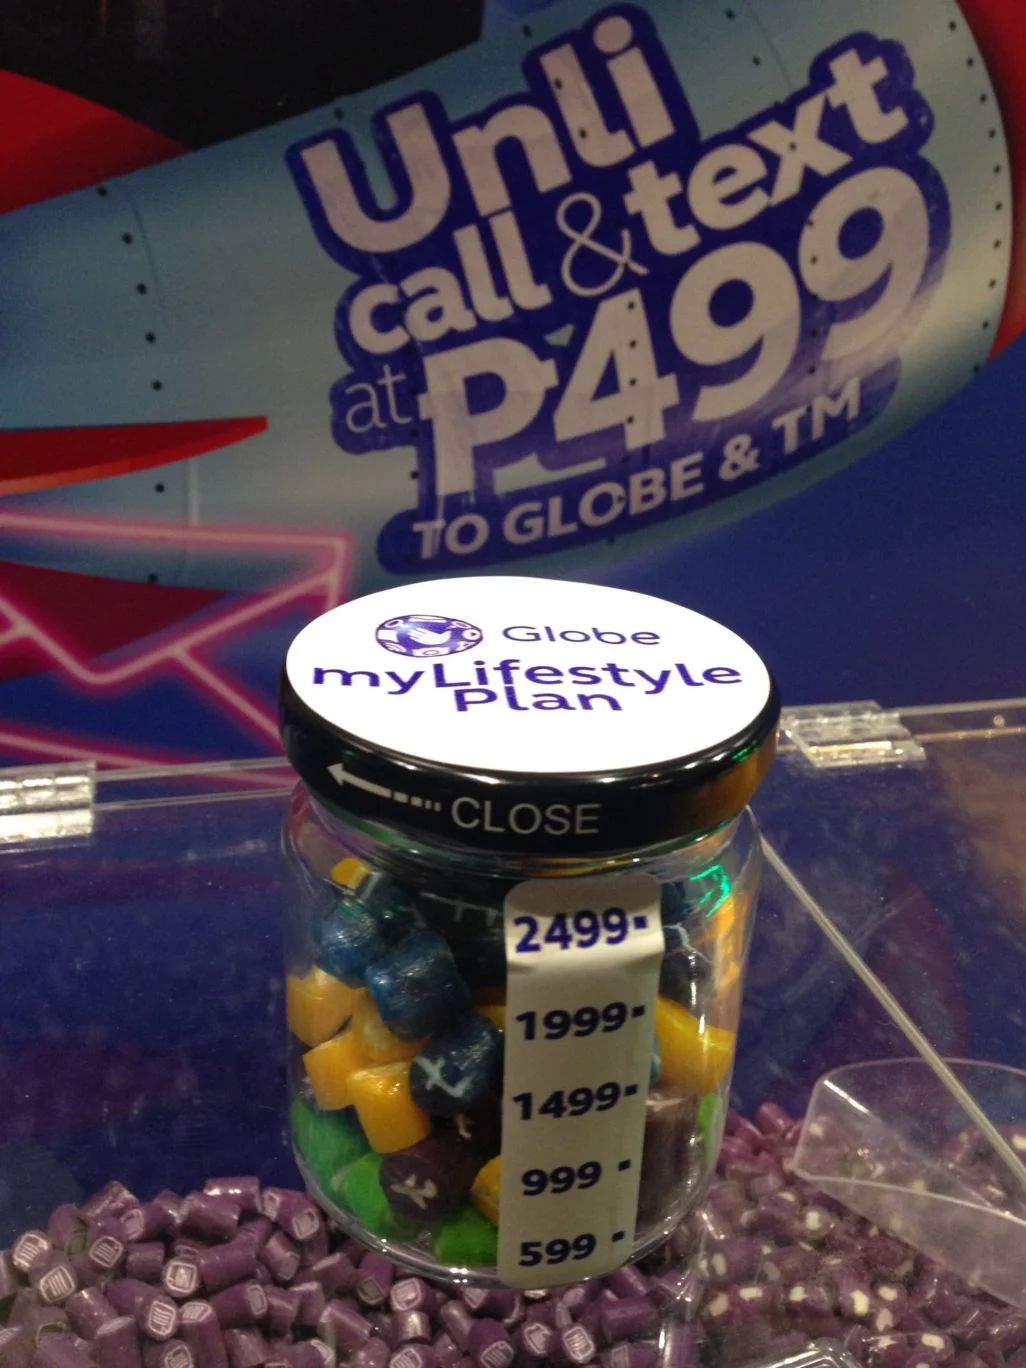 Unli
call & text
at P499
TO GLOBE & TM
Globe
myLifestyle
Plan
CLOSE
2499
1999
1499
999
599